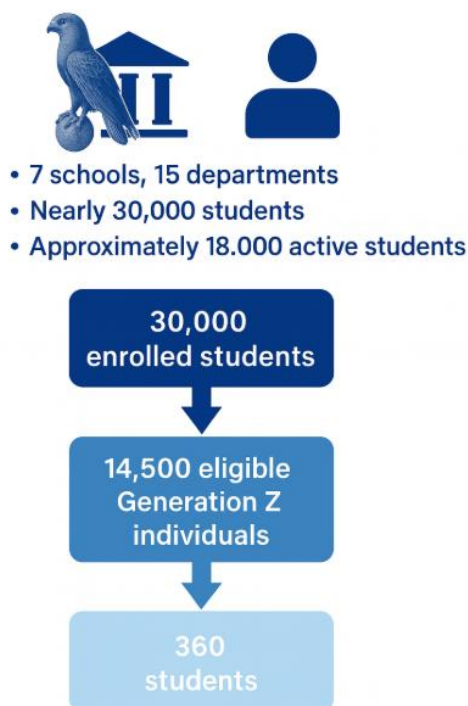 • 7 schools, 15 departments
• Nearly 30,000 students
• Approximately 18.000 active students
30,000
enrolled students
14,500 eligible
Generation Z
individuals
360
students